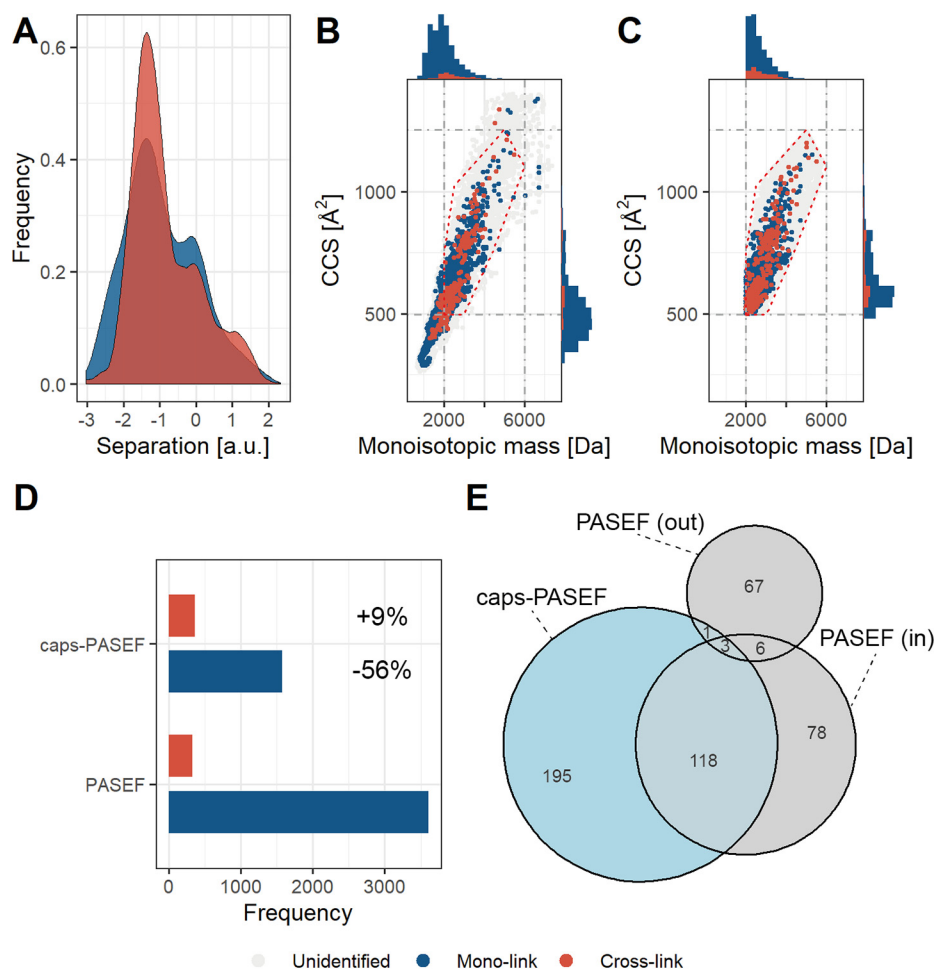 A
B
C
0.6
0.4
0.2
0.0
Frequency
-3 -2 -1 0 1 2
Separation [a.u.]
1000
500
CCS [Å²]
2000 6000
Monoisotopic mass [Da]
1000
500
CCS [Å²]
2000 6000
Monoisotopic mass [Da]
D
caps-PASEF
PASEF
+9%
-56%
0 1000 2000 3000
Frequency
E
PASEF (out)
caps-PASEF
PASEF (in)
67
1
3
6
78
118
195
Unidentified Mono-link Cross-link